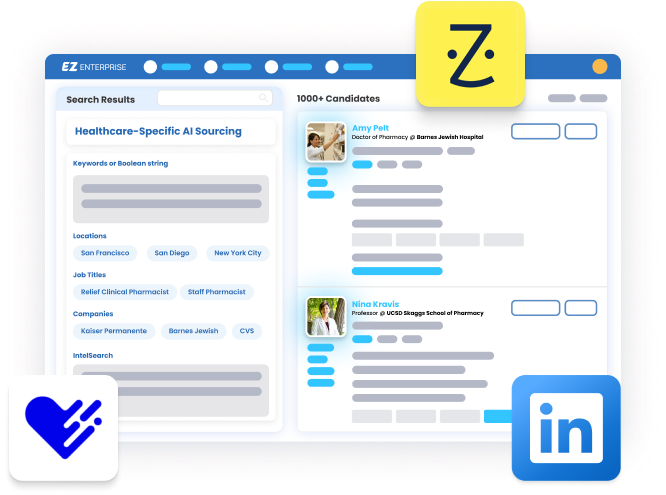 EZ ENTERPRISE
Search Results
Healthcare-Specific AI Sourcing
Keywords or Boolean string
Locations
San Francisco San Diego New York City
Job Titles
Relief Clinical Pharmacist Staff Pharmacist
Companies
Kaiser Permanente Barnes Jewish CVS
IntelSearch
1000+ Candidates
Amy Pelt
Doctor of Pharmacy @ Barnes Jewish Hospital
Nina Kravis
Professor @ UCSD Skaggs School of Pharmacy
Z
in